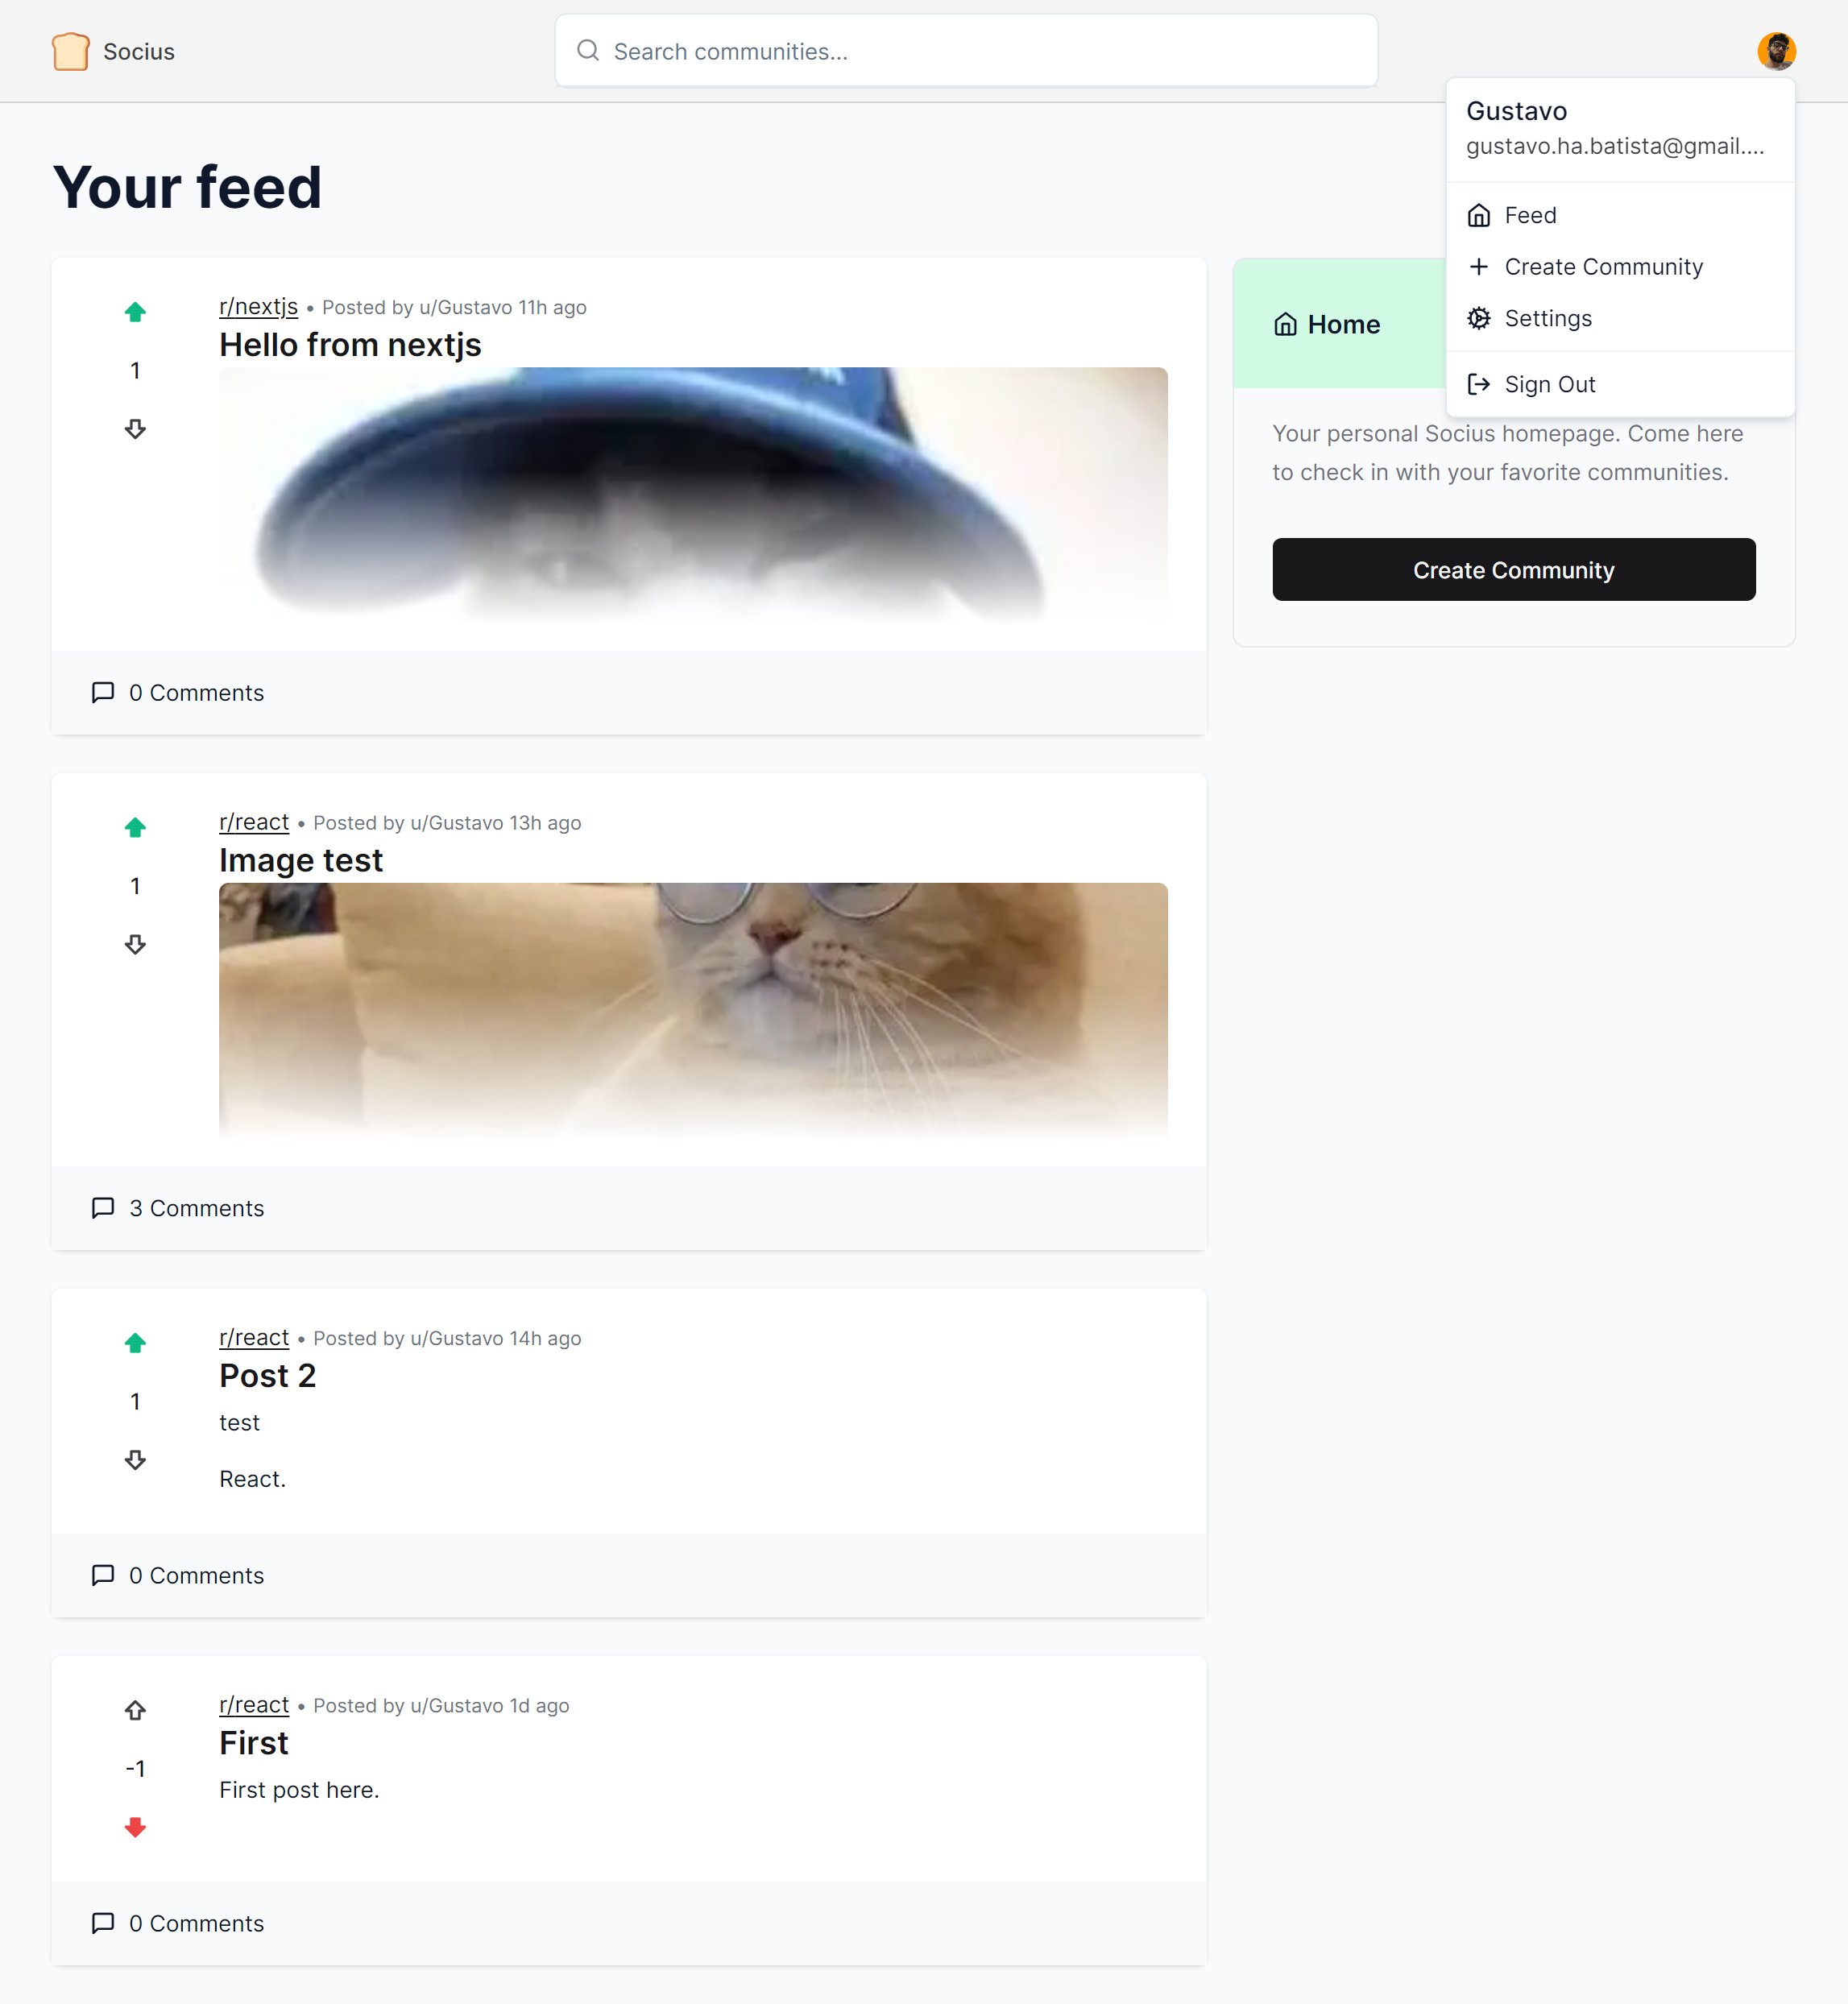 Socius
Search communities...
Gustavo
gustavo.ha.batista@gmail....
Feed
Create Community
Settings
Sign Out
Your feed
r/nextjs • Posted by u/Gustavo 11h ago
Hello from nextjs
1
0 Comments
r/react • Posted by u/Gustavo 13h ago
Image test
1
3 Comments
r/react • Posted by u/Gustavo 14h ago
Post 2
1
test
React.
0 Comments
r/react • Posted by u/Gustavo 1d ago
First
-1
First post here.
0 Comments
Home
Your personal Socius homepage. Come here
to check in with your favorite communities.
Create Community